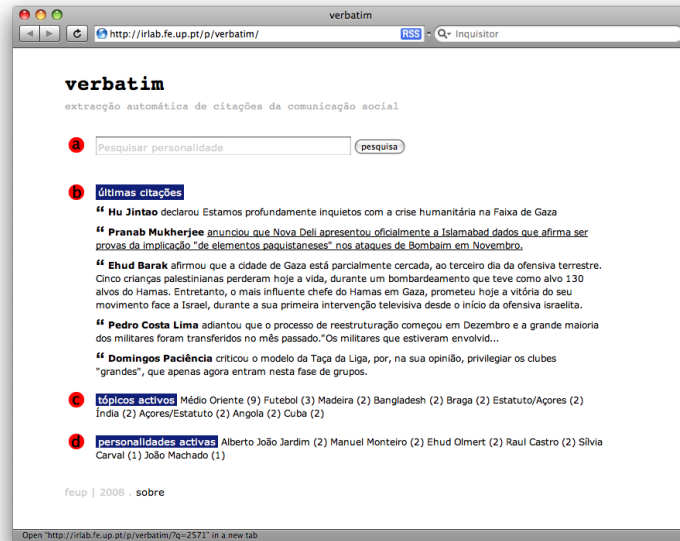 verbatim
http://irlab.fe.up.pt/p/verbatim/ RSS Inquisitor
verbatim
extracção automática de citações da comunicação social
a Pesquisar personalidade pesquisa
b últimas citações
“ Hu Jintao declarou Estamos profundamente inquietos com a crise humanitária na Faixa de Gaza
“ Pranab Mukherjee anunciou que Nova Deli apresentou oficialmente a Islamabad dados que afirma ser
provas da implicação "de elementos paquistaneses" nos ataques de Bombaim em Novembro.
“ Ehud Barak afirmou que a cidade de Gaza está parcialmente cercada, ao terceiro dia da ofensiva terrestre.
Cinco crianças palestinianas perderam hoje a vida, durante um bombardeamento que teve como alvo 130
alvos do Hamas. Entretanto, o mais influente chefe do Hamas em Gaza, prometeu hoje a vitória do seu
movimento face a Israel, durante a sua primeira intervenção televisiva desde o início da ofensiva israelita.
“ Pedro Costa Lima adiantou que o processo de reestruturação começou em Dezembro e a grande maioria
dos militares foram transferidos no mês passado."Os militares que estiveram envolvid...
“ Domingos Paciência criticou o modelo da Taça da Liga, por, na sua opinião, privilegiar os clubes
"grandes", que apenas agora entram nesta fase de grupos.
c tópicos activos Médio Oriente (9) Futebol (3) Madeira (2) Bangladesh (2) Braga (2) Estatuto/Açores (2)
Índia (2) Açores/Estatuto (2) Angola (2) Cuba (2)
d personalidades activas Alberto João Jardim (2) Manuel Monteiro (2) Ehud Olmert (2) Raul Castro (2) Sílvia
Carval (1) João Machado (1)
feup | 2008 . sobre
Open "http://irlab.fe.up.pt/p/verbatim/?q=2571" in a new tab